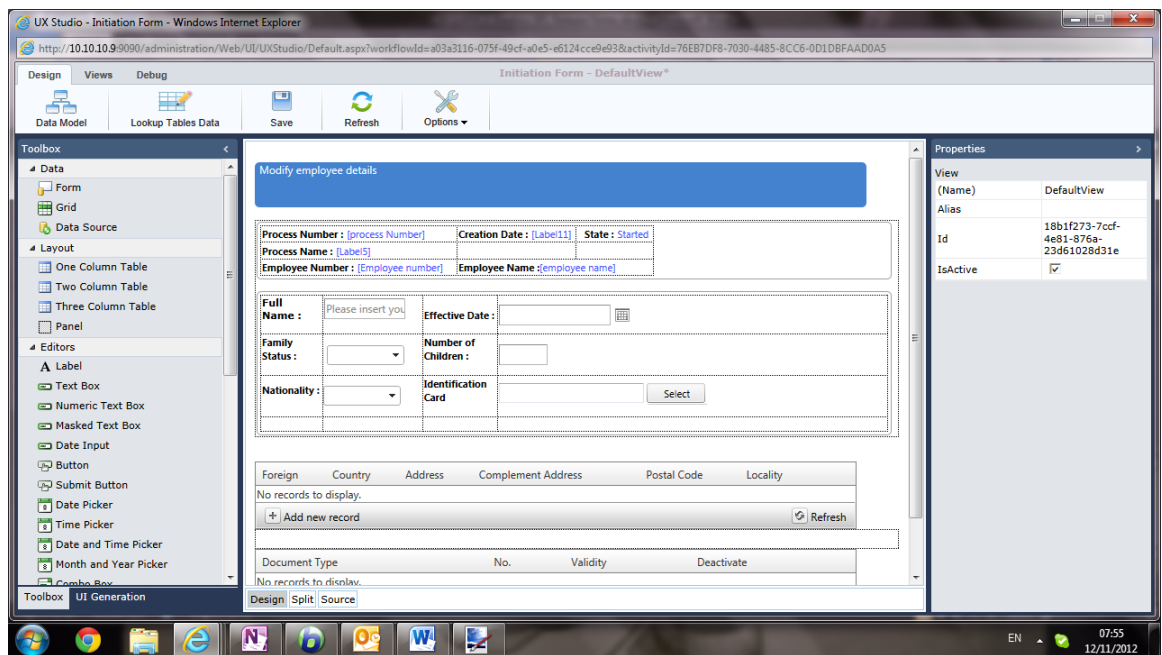 UX Studio - Initiation Form - Windows Internet Explorer
http://10.10.10.9:9090/administration/Web/UI/UXStudio/Default.aspx?workflowId=a03a3116-075f-49cf-a0e5-e6124cce9e93&activityId=76EB7DF8-7030-4485-8CC6-0D1DBFAAD0A5
Design Views Debug
Initiation Form - DefaultView*
Data Model Lookup Tables Data Save Refresh Options
Toolbox
Data
Form
Grid
Data Source
Layout
One Column Table
Two Column Table
Three Column Table
Panel
Editors
A Label
Text Box
Numeric Text Box
Masked Text Box
Date Input
Button
Submit Button
Date Picker
Time Picker
Date and Time Picker
Month and Year Picker
Combo Box
Toolbox UI Generation
Modify employee details
Process Number : [process Number] Creation Date : [Label11] State : Started
Process Name : [Label5]
Employee Number : [Employee number] Employee Name :[employee name]
Full
Name : Please insert you Effective Date :
Family
Status : Number of
Children :
Nationality : Identification
Card Select
Foreign Country Address Complement Address Postal Code Locality
No records to display.
+ Add new record Refresh
Document Type No. Validity Deactivate
No records to display.
Design Split Source
Properties
View
(Name) DefaultView
Alias
Id 18b1f273-7ccf-
4e81-876a-
23d61028d31e
IsActive
EN 07:55
12/11/2012